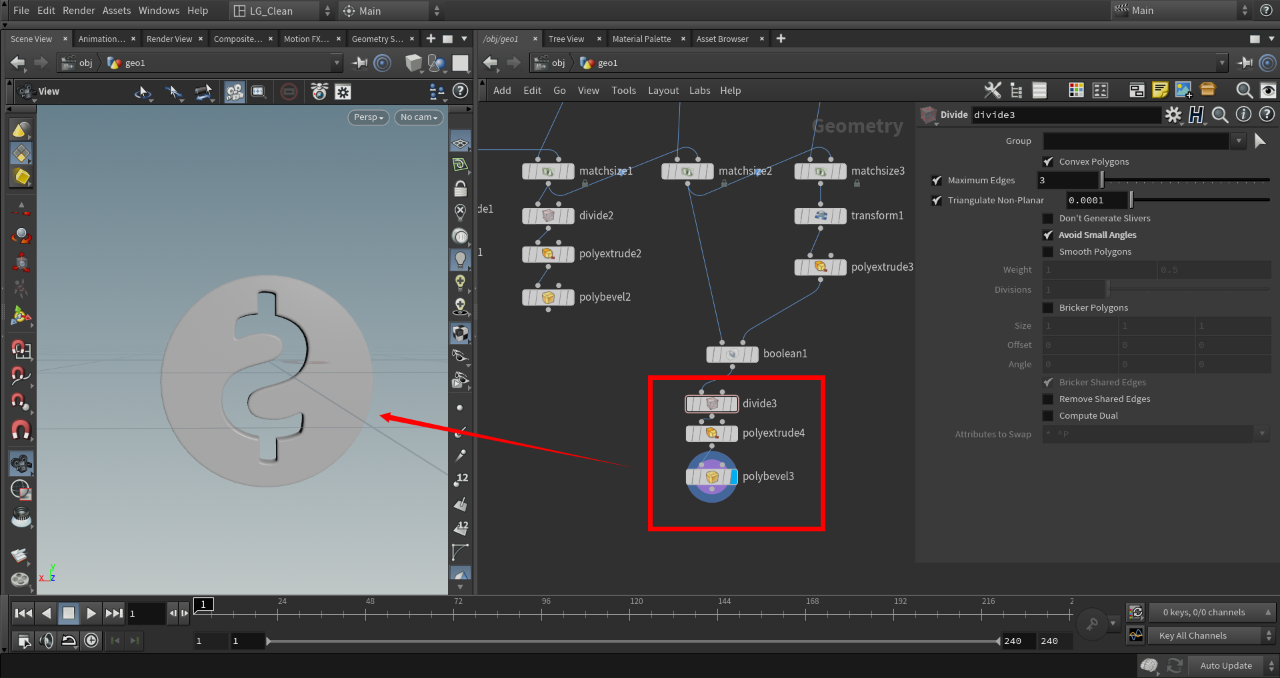 File Edit Render Assets Windows Help LG_Clean Main Main
Scene View Animation... Render View Composite... Motion FX... Geometry S...
/obj/geo1 Tree View Material Palette Asset Browser
obj geo1
obj geo1
View
Add Edit Go View Tools Layout Labs Help
Persp No cam
Geometry
matchsize1
matchsize2
matchsize3
de1
divide2
transform1
1
polyextrude2
polyextrude3
polybevel2
boolean1
divide3
polyextrude4
polybevel3
12
12
y
x z
Divide divide3
Group
Convex Polygons
Maximum Edges 3
Triangulate Non-Planar 0.0001
Don't Generate Slivers
Avoid Small Angles
Smooth Polygons
Weight 1 0.5
Divisions 1
Bricker Polygons
Size 1 1 1
Offset 0 0 0
Angle 0 0 0
Bricker Shared Edges
Remove Shared Edges
Compute Dual
Attributes to Swap * ^P
1 1 24 48 72 96 120 144 168 192 216 2
0 keys, 0/0 channels
1 1 240 240
Key All Channels
Auto Update